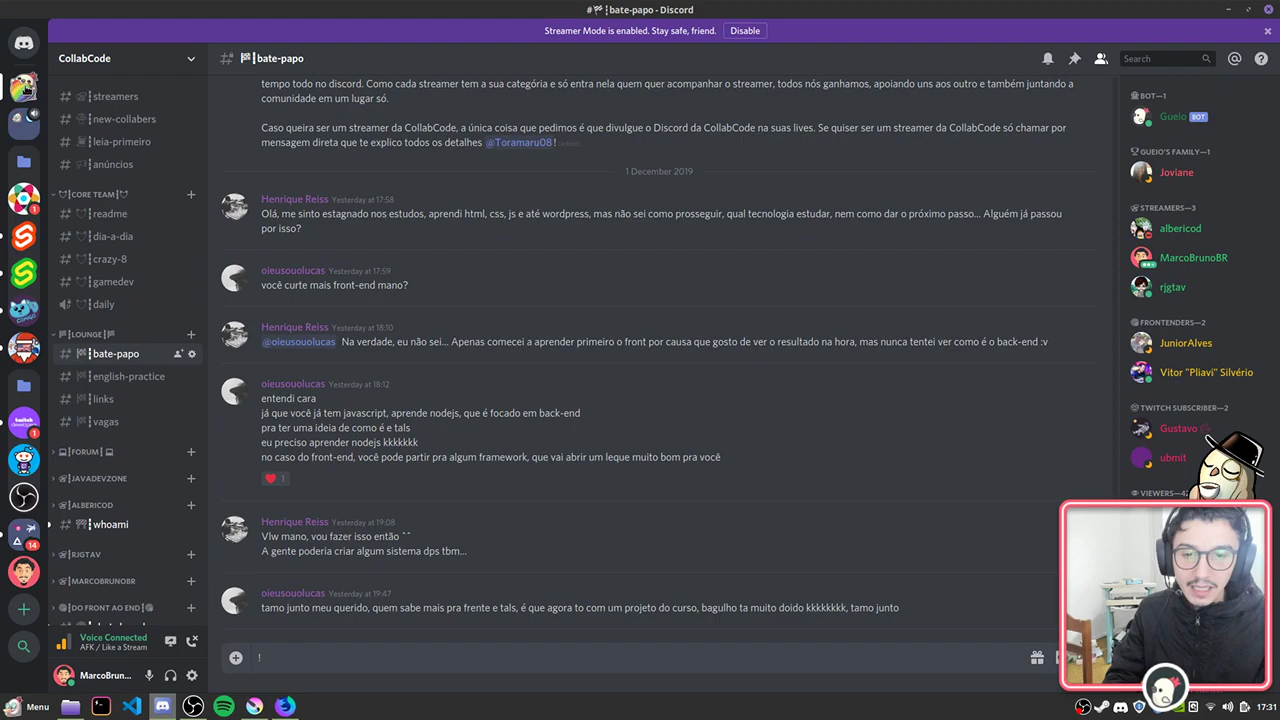 #🏁¦bate-papo - Discord
Streamer Mode is enabled. Stay safe, friend.
Disable
CollabCode
🏁¦bate-papo
Search
streamers
new-collabers
leia-primeiro
anúncios
CORE TEAM
readme
dia-a-dia
crazy-8
gamedev
daily
LOUNGE
bate-papo
english-practice
links
vagas
FORUM
JAVADEVZONE
ALBERICOD
whoami
RJGTAV
MARCOBRUNOBR
DO FRONT AO END
Voice Connected
AFK / Like a Stream
MarcoBrun...
1
1
14
tempo todo no discord. Como cada streamer tem a sua categoria e só entra nela quem quer acompanhar o streamer, todos nós ganhamos, apoiando uns aos outro e também juntando a
comunidade em um lugar só.
Caso queira ser um streamer da CollabCode, a única coisa que pedimos é que divulgue o Discord da CollabCode na suas lives. Se quiser ser um streamer da CollabCode só chamar por
mensagem direta que te explico todos os detalhes @Toramaru08! (edited)
1 December 2019
Henrique Reiss Yesterday at 17:58
Olá, me sinto estagnado nos estudos, aprendi html, css, js e até wordpress, mas não sei como prosseguir, qual tecnologia estudar, nem como dar o próximo passo... Alguém já passou
por isso?
oieusouolucas Yesterday at 17:59
você curte mais front-end mano?
Henrique Reiss Yesterday at 18:10
@oieusouolucas Na verdade, eu não sei... Apenas comecei a aprender primeiro o front por causa que gosto de ver o resultado na hora, mas nunca tentei ver como é o back-end :v
oieusouolucas Yesterday at 18:12
entendi cara
já que você já tem javascript, aprende nodejs, que é focado em back-end
pra ter uma ideia de como é e tals
eu preciso aprender nodejs kkkkkkk
no caso do front-end, você pode partir pra algum framework, que vai abrir um leque muito bom pra você
❤ 1
Henrique Reiss Yesterday at 19:08
Vlw mano, vou fazer isso então ^^
A gente poderia criar algum sistema dps tbm...
oieusouolucas Yesterday at 19:47
tamo junto meu querido, quem sabe mais pra frente e tals, é que agora to com um projeto do curso, bagulho ta muito doido kkkkkkkk, tamo junto
!
BOT—1
Gueio BOT
GUEIO'S FAMILY—1
Joviane
STREAMERS—3
albericod
MarcoBrunoBR
rjgtav
FRONTENDERS—2
JuniorAlves
Vitor "Pliavi" Silvério
TWITCH SUBSCRIBER—2
Gustavo
ubmit
VIEWERS—42
Menu
17:31